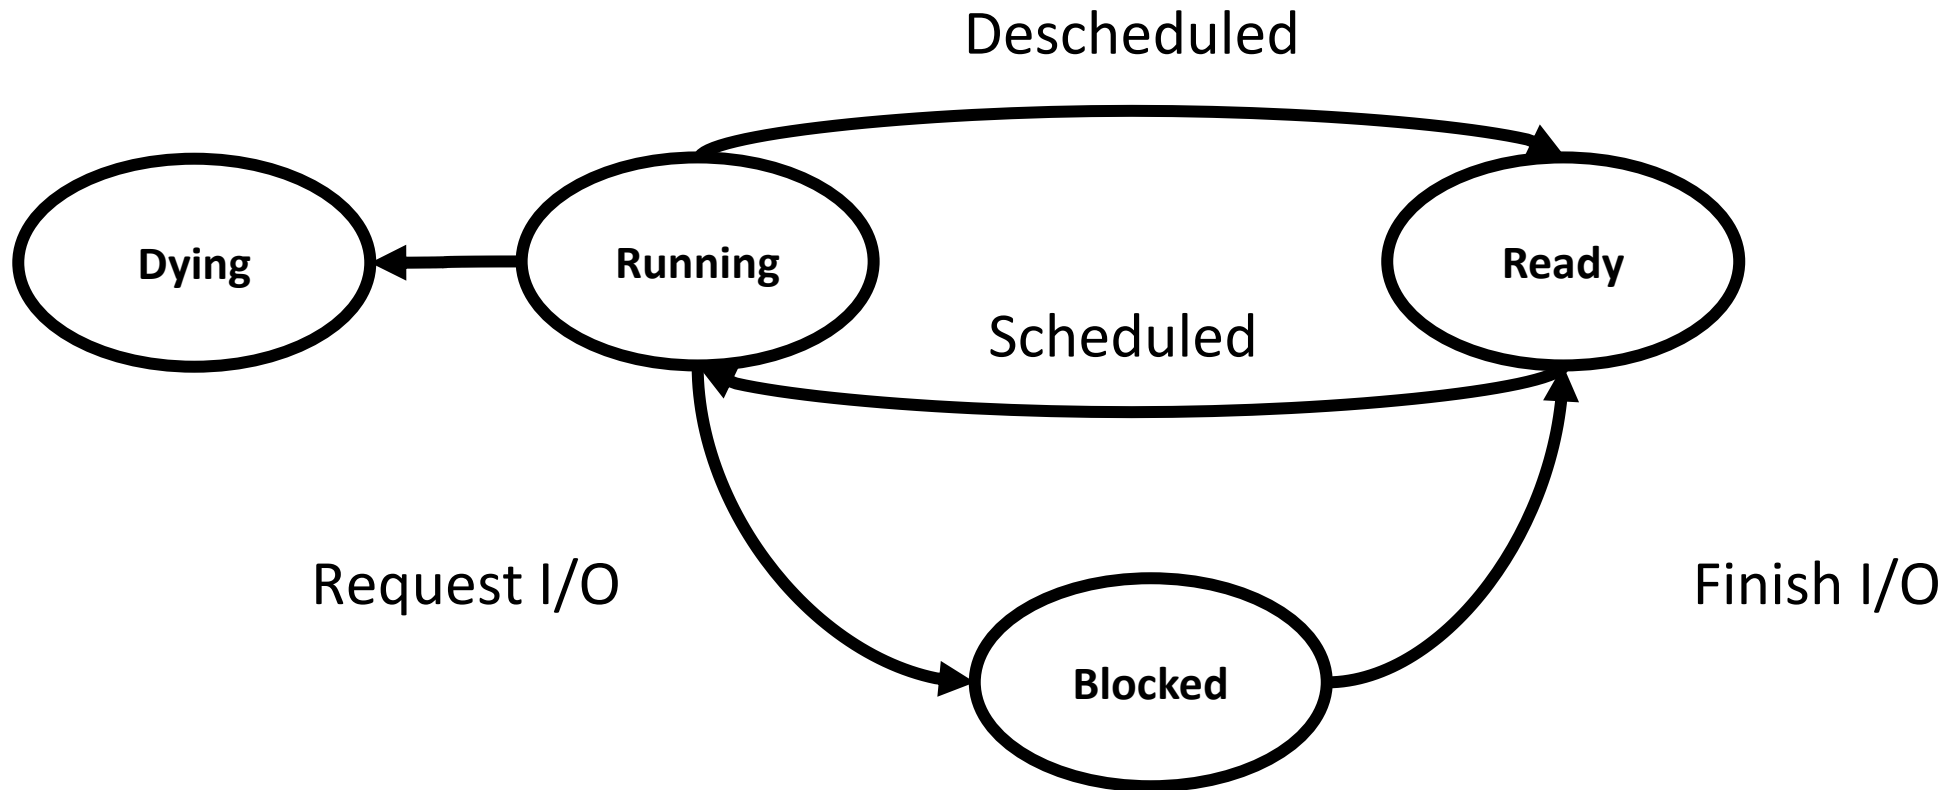 Descheduled
Dying
Running
Ready
Scheduled
Request I/O
Finish I/O
Blocked